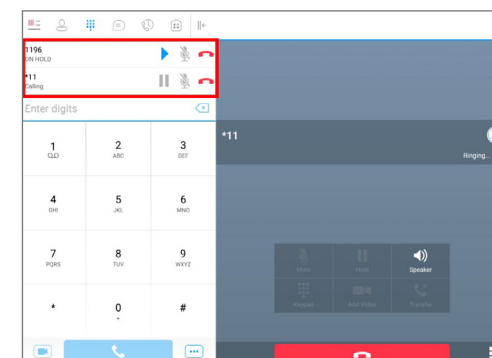 1196
ON HOLD
*11
Calling
Enter digits
*11
Ringing...
1
2
ABC
3
DEF
4
GHI
5
JKL
6
MNO
7
PQRS
8
TUV
9
WXYZ
*
0
+
#
Mute
Hold
Speaker
Keypad
Add Video
Transfer